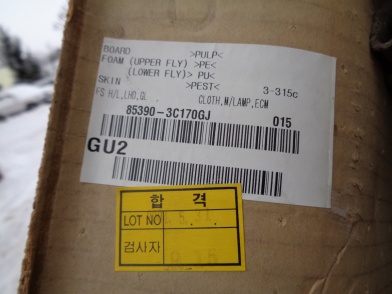 BOARD >PULP<
FOAM (UPPER FLY) >PE<
(LOWER FLY)> PU<
SKIN >PEST<
3-315c
FS H/L,LHD,GL CLOTH,M/LAMP,ECM
85390-3C170GJ 015
GU2
합 격
LOT NO
검사자